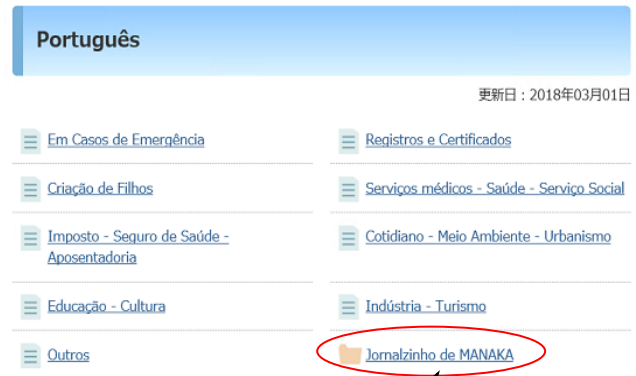 Português
更新日：2018年03月01日
Em Casos de Emergência
Registros e Certificados
Criação de Filhos
Serviços médicos - Saúde - Serviço Social
Imposto - Seguro de Saúde -
Aposentadoria
Cotidiano - Meio Ambiente - Urbanismo
Educação - Cultura
Indústria - Turismo
Outros
Jornalzinho de MANAKA